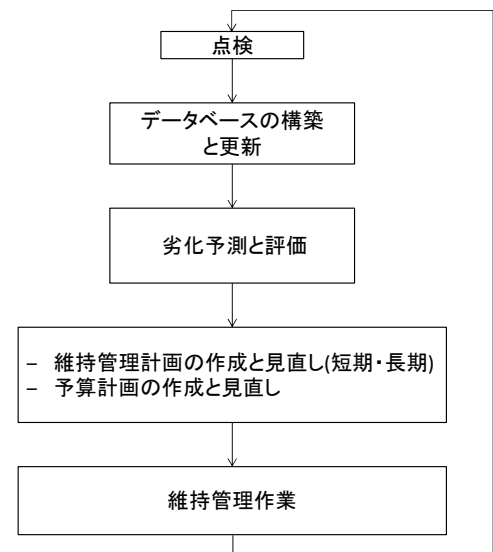 点検
データベースの構築
と更新
劣化予測と評価
– 維持管理計画の作成と見直し(短期・長期)
– 予算計画の作成と見直し
維持管理作業